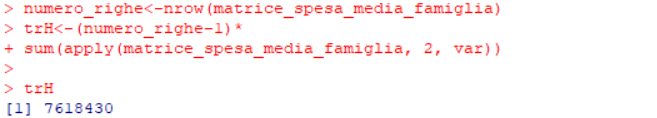 > numero_righe<-nrow(matrice_spesa_media_famiglia)
> trH<-(numero_righe-1)*
+ sum(apply(matrice_spesa_media_famiglia, 2, var))
>
> trH
[1] 7618430